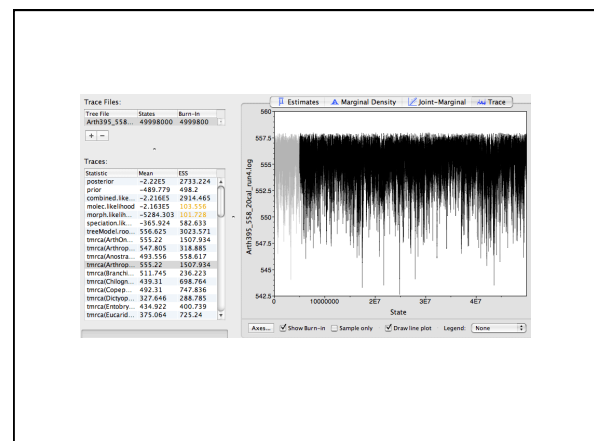 Trace Files:
Tree File States Burn-In
Arth395_558... 49998000 4999800
+ −
Traces:
Statistic Mean ESS
posterior -2.22E5 2733.224
prior -489.779 498.2
combined.like... -2.216E5 2914.465
molec.likelihood -2.163E5 103.556
morph.likelih... -5284.303 101.728
speciation.lik... -365.924 582.633
treeModel.roo... 556.625 3023.571
tmrca(ArthOn... 555.22 1507.934
tmrca(Arthrop... 547.805 318.885
tmrca(Anostra... 493.556 558.617
tmrca(Arthrop... 555.22 1507.934
tmrca(Branchi... 511.745 236.223
tmrca(Chilogn... 439.31 698.764
tmrca(Copep... 492.31 747.836
tmrca(Dictyop... 327.646 288.785
tmrca(Entobry... 434.922 400.739
tmrca(Eucarid... 375.064 725.24
Estimates Marginal Density Joint-Marginal Trace
Arth395_558_20cal_run4.log
560
557.5
555
552.5
550
547.5
545
542.5
0 10000000 2E7 3E7 4E7
State
Axes... Show Burn-in Sample only Draw line plot Legend: None